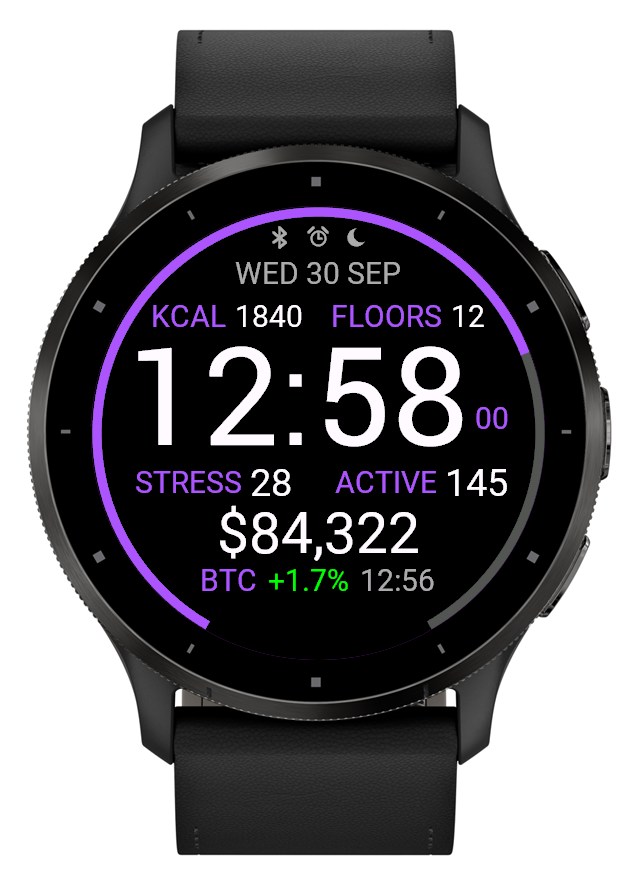 WED 30 SEP
KCAL 1840 FLOORS 12
12:58 00
STRESS 28 ACTIVE 145
$84,322
BTC +1.7% 12:56